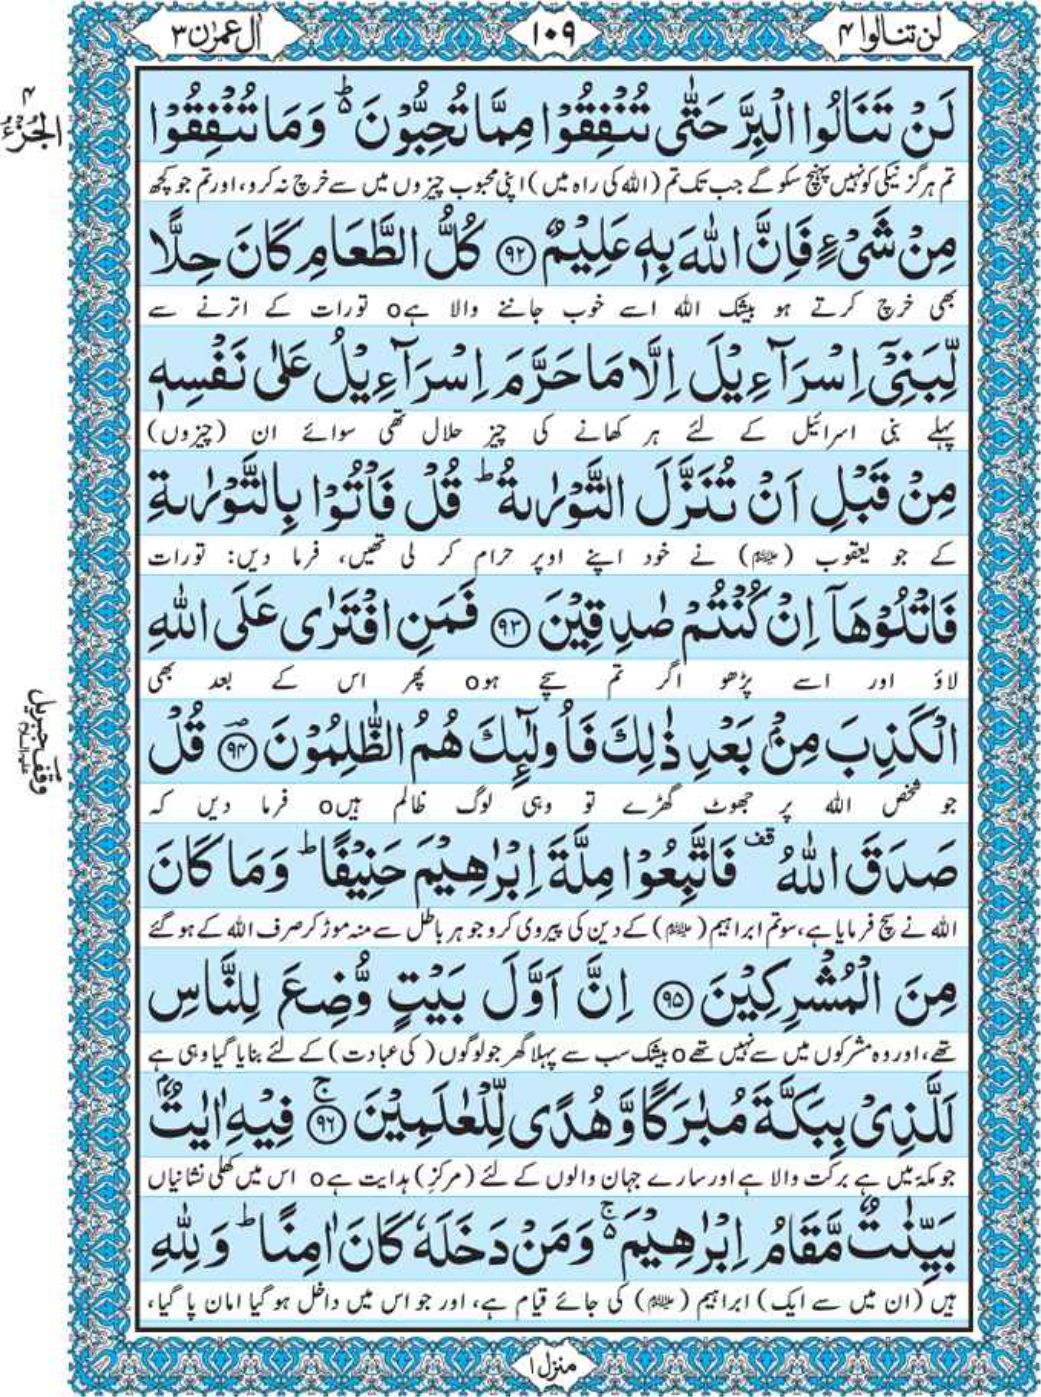 لن تنالوا ۴
۱۰۹
اٰل عمرٰن ۳
الجزء ۴
لَنْ تَنَالُوا الْبِرَّ حَتّٰی تُنْفِقُوْا مِمَّا تُحِبُّوْنَ ۬ؕ وَمَا تُنْفِقُوْا
تم ہرگز نیکی کو نہیں پہنچ سکو گے جب تک تم (اللہ کی راہ میں) اپنی محبوب چیزوں میں سے خرچ نہ کرو، اور تم جو کچھ
مِنْ شَیْءٍ فَاِنَّ اللّٰهَ بِهٖ عَلِیْمٌ ﴿۹۲﴾ كُلُّ الطَّعَامِ كَانَ حِلًّا
بھی خرچ کرتے ہو بیشک اللہ اسے خوب جاننے والا ہے o تورات کے اترنے سے
لِّبَنِیْۤ اِسْرَآءِیْلَ اِلَّا مَا حَرَّمَ اِسْرَآءِیْلُ عَلٰی نَفْسِهٖ
پہلے بنی اسرائیل کے لئے ہر کھانے کی چیز حلال تھی سوائے ان (چیزوں)
مِنْ قَبْلِ اَنْ تُنَزَّلَ التَّوْرٰىةُ ؕ قُلْ فَاْتُوْا بِالتَّوْرٰىةِ
کے جو یعقوب (علیہ السلام) نے خود اپنے اوپر حرام کر لی تھیں، فرما دیں: تورات
فَاتْلُوْهَاۤ اِنْ كُنْتُمْ صٰدِقِیْنَ ﴿۹۳﴾ فَمَنِ افْتَرٰی عَلَی اللّٰهِ
لاؤ اور اسے پڑھو اگر تم سچے ہو o پھر اس کے بعد بھی
الْكَذِبَ مِنْۢ بَعْدِ ذٰلِكَ فَاُولٰٓىِٕكَ هُمُ الظّٰلِمُوْنَ ﴿۹۴﴾ؔ قُلْ
وقف جبریل علیہ السلام
جو شخص اللہ پر جھوٹ گھڑے تو وہی لوگ ظالم ہیں o فرما دیں کہ
صَدَقَ اللّٰهُ ۟ فَاتَّبِعُوْا مِلَّةَ اِبْرٰهِیْمَ حَنِیْفًا ؕ وَمَا كَانَ
اللہ نے سچ فرمایا ہے، سو تم ابراہیم (علیہ السلام) کے دین کی پیروی کرو جو ہر باطل سے منہ موڑ کر صرف اللہ کے ہو گئے
مِنَ الْمُشْرِكِیْنَ ﴿۹۵﴾ اِنَّ اَوَّلَ بَیْتٍ وُّضِعَ لِلنَّاسِ
تھے، اور وہ مشرکوں میں سے نہیں تھے o بیشک سب سے پہلا گھر جو لوگوں (کی عبادت) کے لئے بنایا گیا وہی ہے
لَلَّذِیْ بِبَكَّةَ مُبٰرَكًا وَّهُدًی لِّلْعٰلَمِیْنَ ﴿۹۶﴾ۚ فِیْهِ اٰیٰتٌۢ
جو مکہ میں ہے برکت والا ہے اور سارے جہان والوں کے لئے (مرکزِ) ہدایت ہے o اس میں کھلی نشانیاں
بَیِّنٰتٌ مَّقَامُ اِبْرٰهِیْمَ ۬ۚ وَمَنْ دَخَلَهٗ كَانَ اٰمِنًا ؕ وَلِلّٰهِ
ہیں (ان میں سے ایک) ابراہیم (علیہ السلام) کی جائے قیام ہے، اور جو اس میں داخل ہو گیا امان پا گیا،
منزل ۱